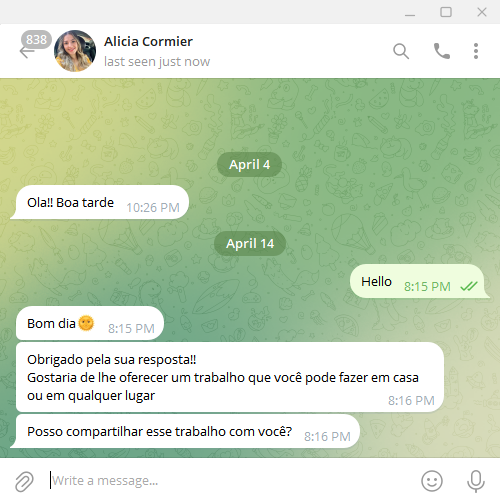 838
Alicia Cormier
last seen just now
April 4
Ola!! Boa tarde 10:26 PM
April 14
Hello 8:15 PM
Bom dia🌞 8:15 PM
Obrigado pela sua resposta!!
Gostaria de lhe oferecer um trabalho que você pode fazer em casa
ou em qualquer lugar 8:16 PM
Posso compartilhar esse trabalho com você? 8:16 PM
Write a message...